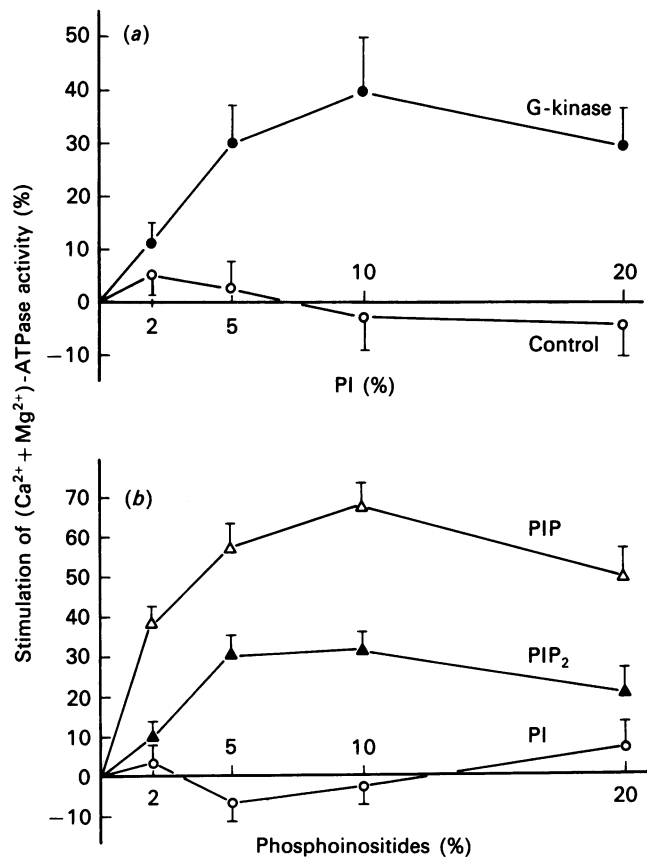 Stimulation of (Ca²⁺ + Mg²⁺)-ATPase activity (%)
(a)
50
40
30
20
10
0
−10
G-kinase
10
20
2
5
Control
PI (%)
(b)
70
60
50
40
30
20
10
0
−10
PIP
PIP₂
PI
5
10
2
20
Phosphoinositides (%)